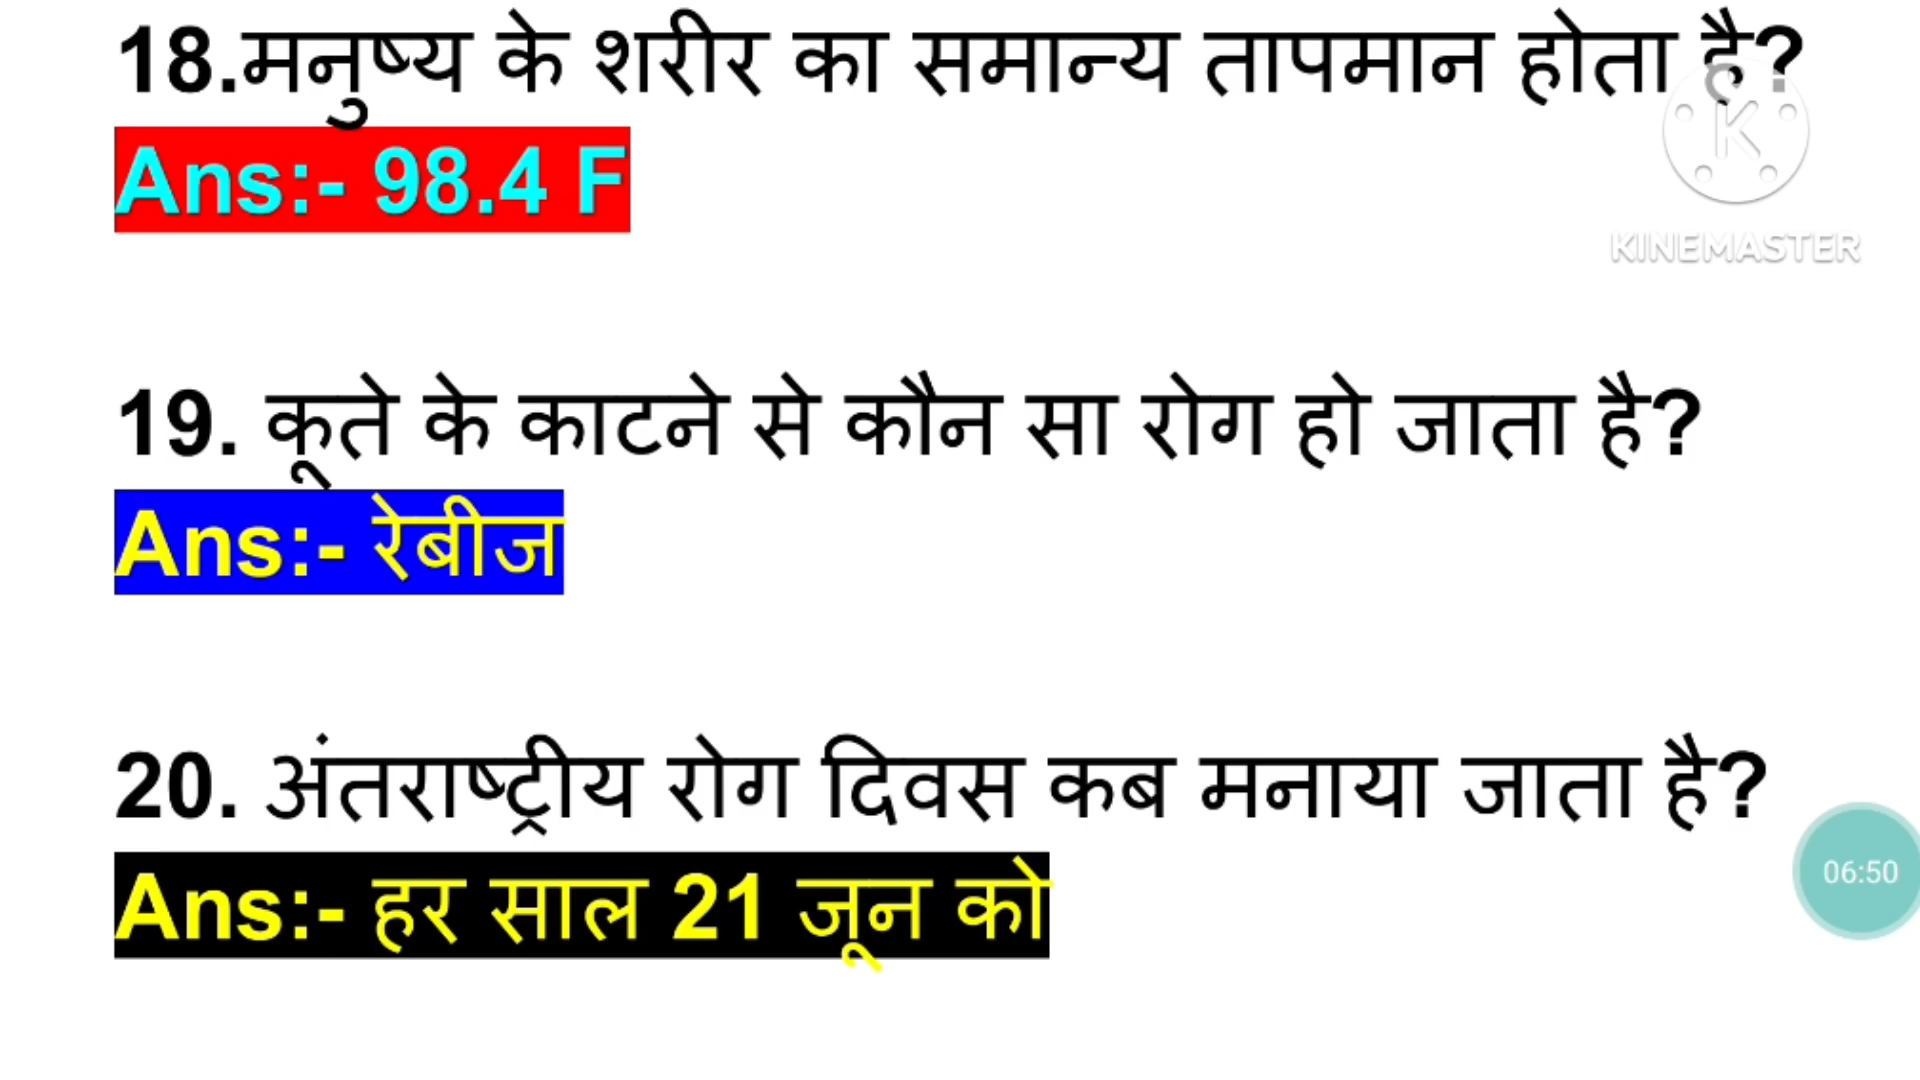 18.मनुष्य के शरीर का समान्य तापमान होता है?
Ans:- 98.4 F
K
KINEMASTER
19. कूते के काटने से कौन सा रोग हो जाता है?
Ans:- रेबीज
20. अंतराष्ट्रीय रोग दिवस कब मनाया जाता है?
06:50
Ans:- हर साल 21 जून को